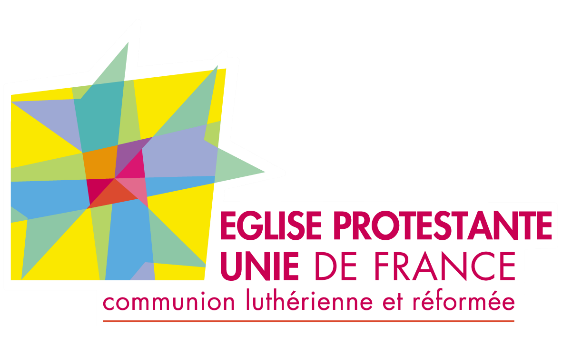 EGLISE PROTESTANTE
UNIE DE FRANCE
communion luthérienne et réformée